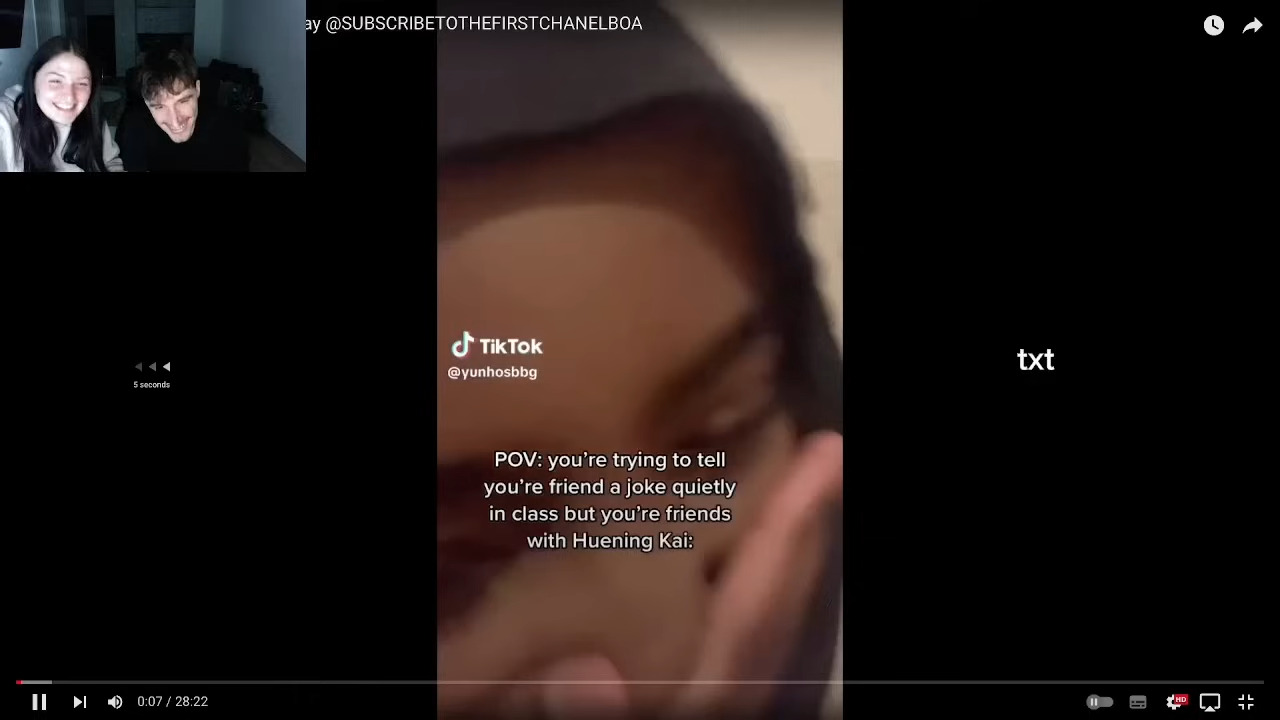 ay @SUBSCRIBETOTHEFIRSTCHANELBOA
TikTok
@yunhosbbg
5 seconds
txt
POV: you're trying to tell
you're friend a joke quietly
in class but you're friends
with Huening Kai:
0:07 / 28:22
HD